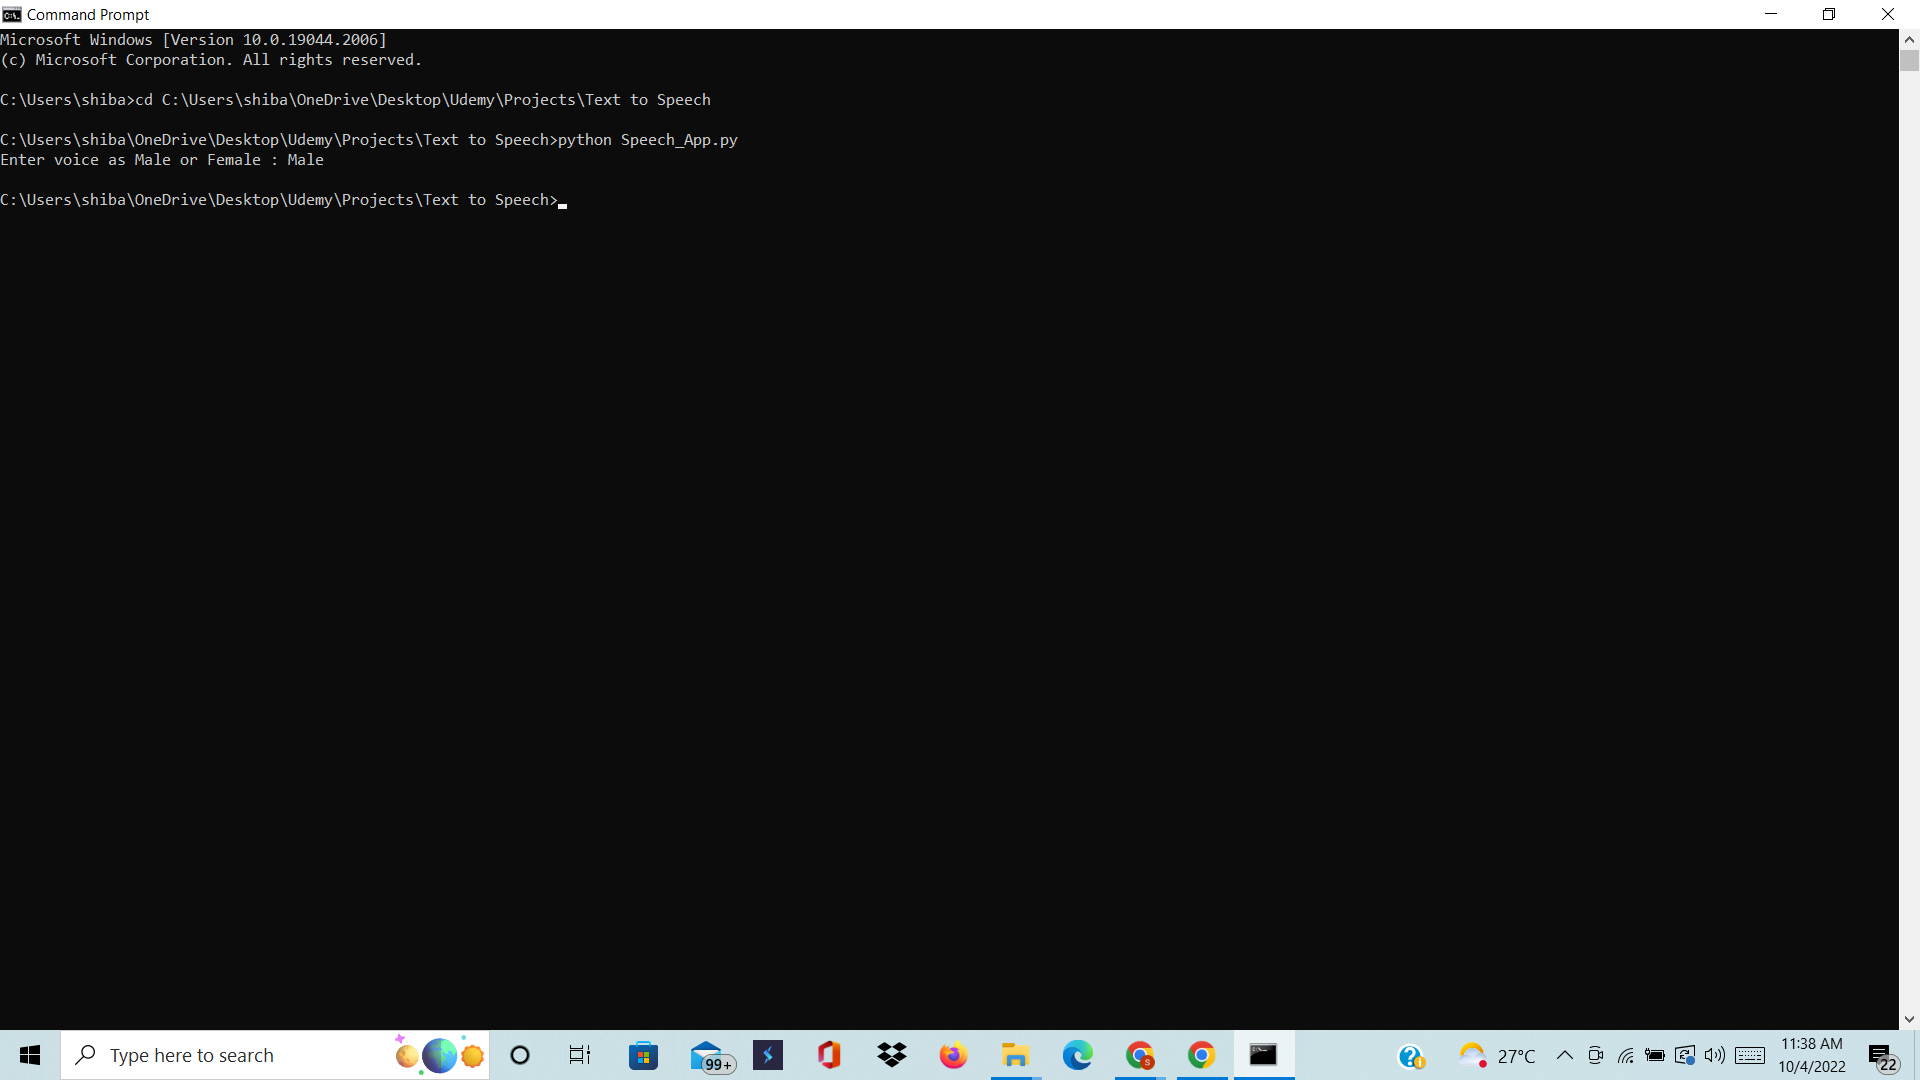 Command Prompt
Microsoft Windows [Version 10.0.19044.2006]
(c) Microsoft Corporation. All rights reserved.
C:\Users\shiba>cd C:\Users\shiba\OneDrive\Desktop\Udemy\Projects\Text to Speech
C:\Users\shiba\OneDrive\Desktop\Udemy\Projects\Text to Speech>python Speech_App.py
Enter voice as Male or Female : Male
C:\Users\shiba\OneDrive\Desktop\Udemy\Projects\Text to Speech>
Type here to search
99+
27°C
11:38 AM
10/4/2022
22